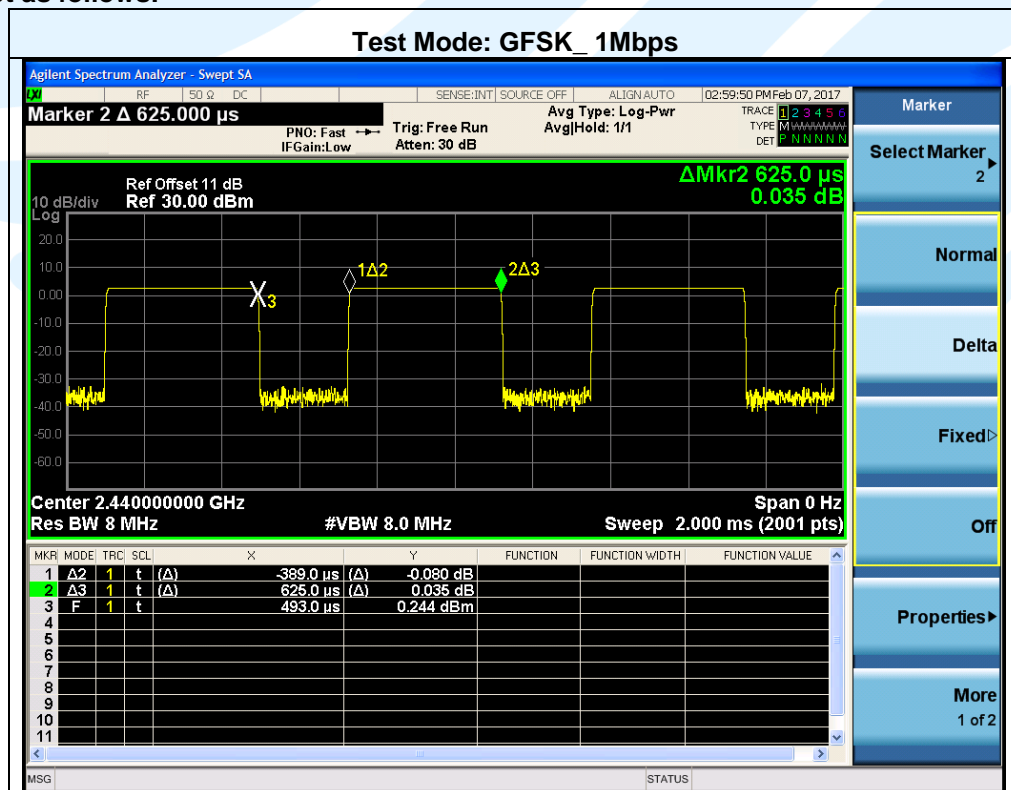 st as follows:
Test Mode: GFSK_ 1Mbps
Agilent Spectrum Analyzer - Swept SA
LXI RF 50 Ω DC SENSE:INT SOURCE OFF ALIGN AUTO 02:59:50 PM Feb 07, 2017
Marker 2 Δ 625.000 µs
PNO: Fast
IFGain:Low
Trig: Free Run
Atten: 30 dB
Avg Type: Log-Pwr
Avg|Hold: 1/1
TRACE 1 2 3 4 5 6
TYPE M WWWWW
DET P N N N N N
Marker
Select Marker
2
Normal
Delta
Fixed
Off
Properties
More
1 of 2
ΔMkr2 625.0 µs
0.035 dB
Ref Offset 11 dB
10 dB/div Ref 30.00 dBm
Log
20.0
10.0
0.00
-10.0
-20.0
-30.0
-40.0
-50.0
-60.0
3
1Δ2
2Δ3
Center 2.440000000 GHz Span 0 Hz
Res BW 8 MHz #VBW 8.0 MHz Sweep 2.000 ms (2001 pts)
MKR MODE TRC SCL X Y FUNCTION FUNCTION WIDTH FUNCTION VALUE
1 Δ2 1 t (Δ) -389.0 µs (Δ) -0.080 dB
2 Δ3 1 t (Δ) 625.0 µs (Δ) 0.035 dB
3 F 1 t 493.0 µs 0.244 dBm
4
5
6
7
8
9
10
11
MSG STATUS